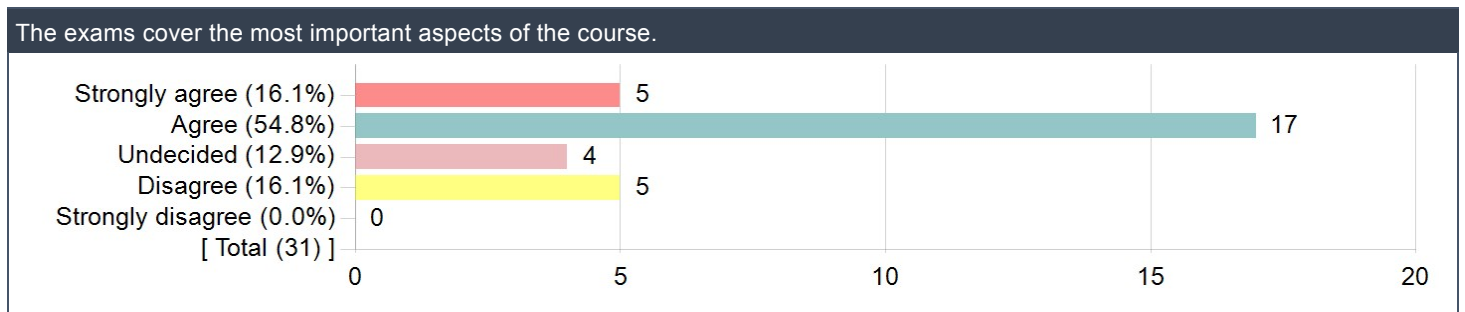 The exams cover the most important aspects of the course.
Strongly agree (16.1%) 5
Agree (54.8%) 17
Undecided (12.9%) 4
Disagree (16.1%) 5
Strongly disagree (0.0%) 0
[ Total (31) ]
0 5 10 15 20